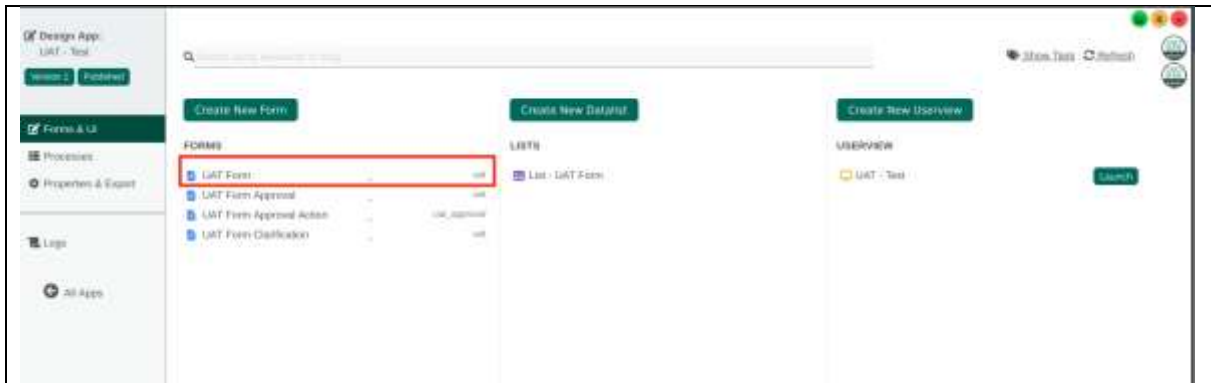 Design App:
UAT - Test
Version 1 Published
Show Tags Refresh
Create New Form
Create New Datalist
Create New Userview
Forms & UI
Processes
Properties & Export
Logs
All Apps
FORMS
UAT Form
UAT Form Approval
UAT Form Approval Action
UAT Form Clarification
LISTS
List - UAT Form
USERVIEW
UAT - Test
Launch